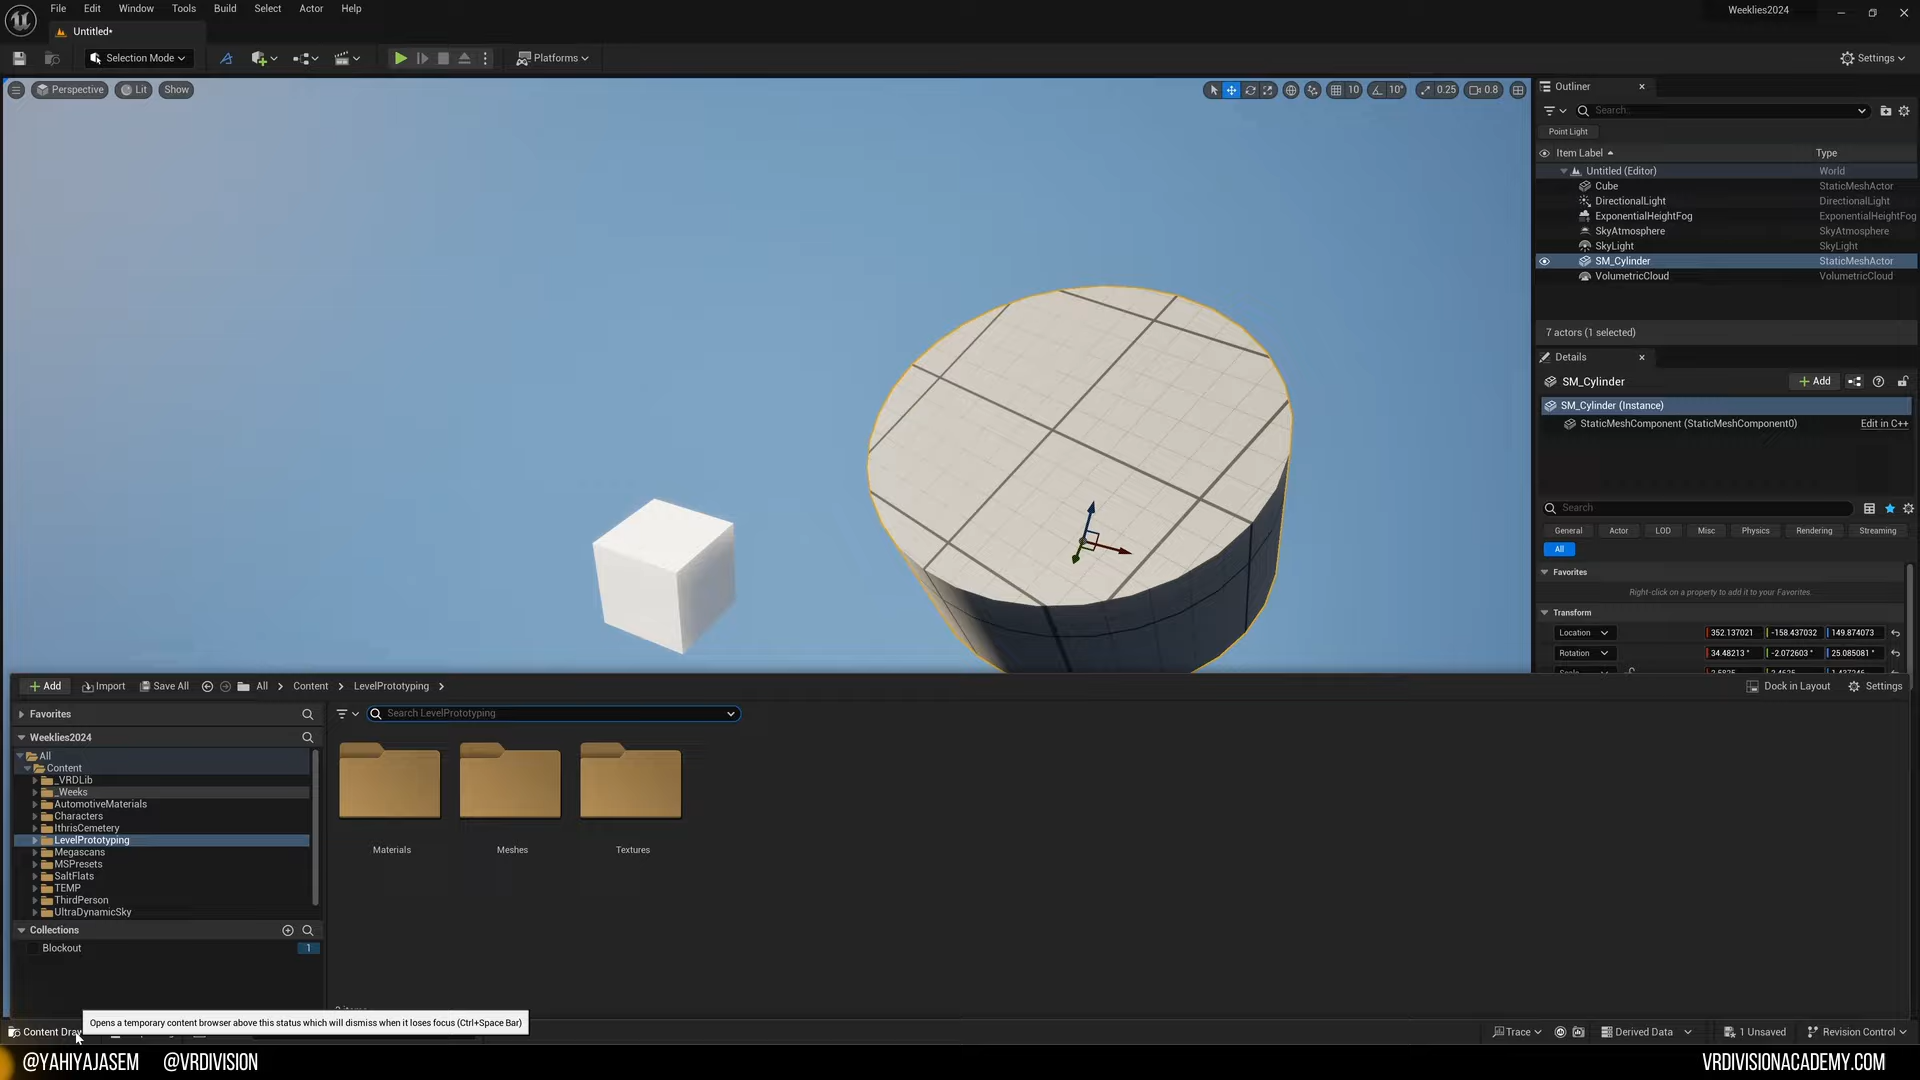 File Edit Window Tools Build Select Actor Help
Weeklies2024
Untitled*
Selection Mode
Platforms
Settings
Perspective Lit Show
10 10° 0.25 0.8
Outliner
Search...
Point Light
Item Label Type
Untitled (Editor) World
Cube StaticMeshActor
DirectionalLight DirectionalLight
ExponentialHeightFog ExponentialHeightFog
SkyAtmosphere SkyAtmosphere
SkyLight SkyLight
SM_Cylinder StaticMeshActor
VolumetricCloud VolumetricCloud
7 actors (1 selected)
Details
SM_Cylinder
Add
SM_Cylinder (Instance)
StaticMeshComponent (StaticMeshComponent0) Edit in C++
Search
General Actor LOD Misc Physics Rendering Streaming
All
Favorites
Right-click on a property to add it to your Favorites.
Transform
Location 352.137021 -158.437032 149.874073
Rotation 34.48213 ° -2.072603 ° 25.085081 °
Add Import Save All All Content LevelPrototyping
Dock in Layout Settings
Favorites
Search LevelPrototyping
Weeklies2024
All
Content
_VRDLib
_Weeks
AutomotiveMaterials
Characters
IthrisCemetery
LevelPrototyping
Megascans
MSPresets
SaltFlats
TEMP
ThirdPerson
UltraDynamicSky
Materials Meshes Textures
Collections
Blockout 1
Opens a temporary content browser above this status which will dismiss when it loses focus (Ctrl+Space Bar)
Content Dra
Trace Derived Data 1 Unsaved Revision Control
@YAHIYAJASEM @VRDIVISION
VRDIVISIONACADEMY.COM